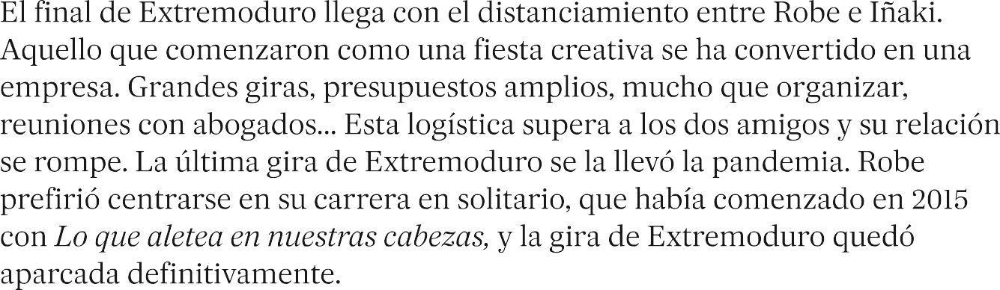 El final de Extremoduro llega con el distanciamiento entre Robe e Iñaki.
Aquello que comenzaron como una fiesta creativa se ha convertido en una
empresa. Grandes giras, presupuestos amplios, mucho que organizar,
reuniones con abogados... Esta logística supera a los dos amigos y su relación
se rompe. La última gira de Extremoduro se la llevó la pandemia. Robe
prefirió centrarse en su carrera en solitario, que había comenzado en 2015
con Lo que aletea en nuestras cabezas, y la gira de Extremoduro quedó
aparcada definitivamente.